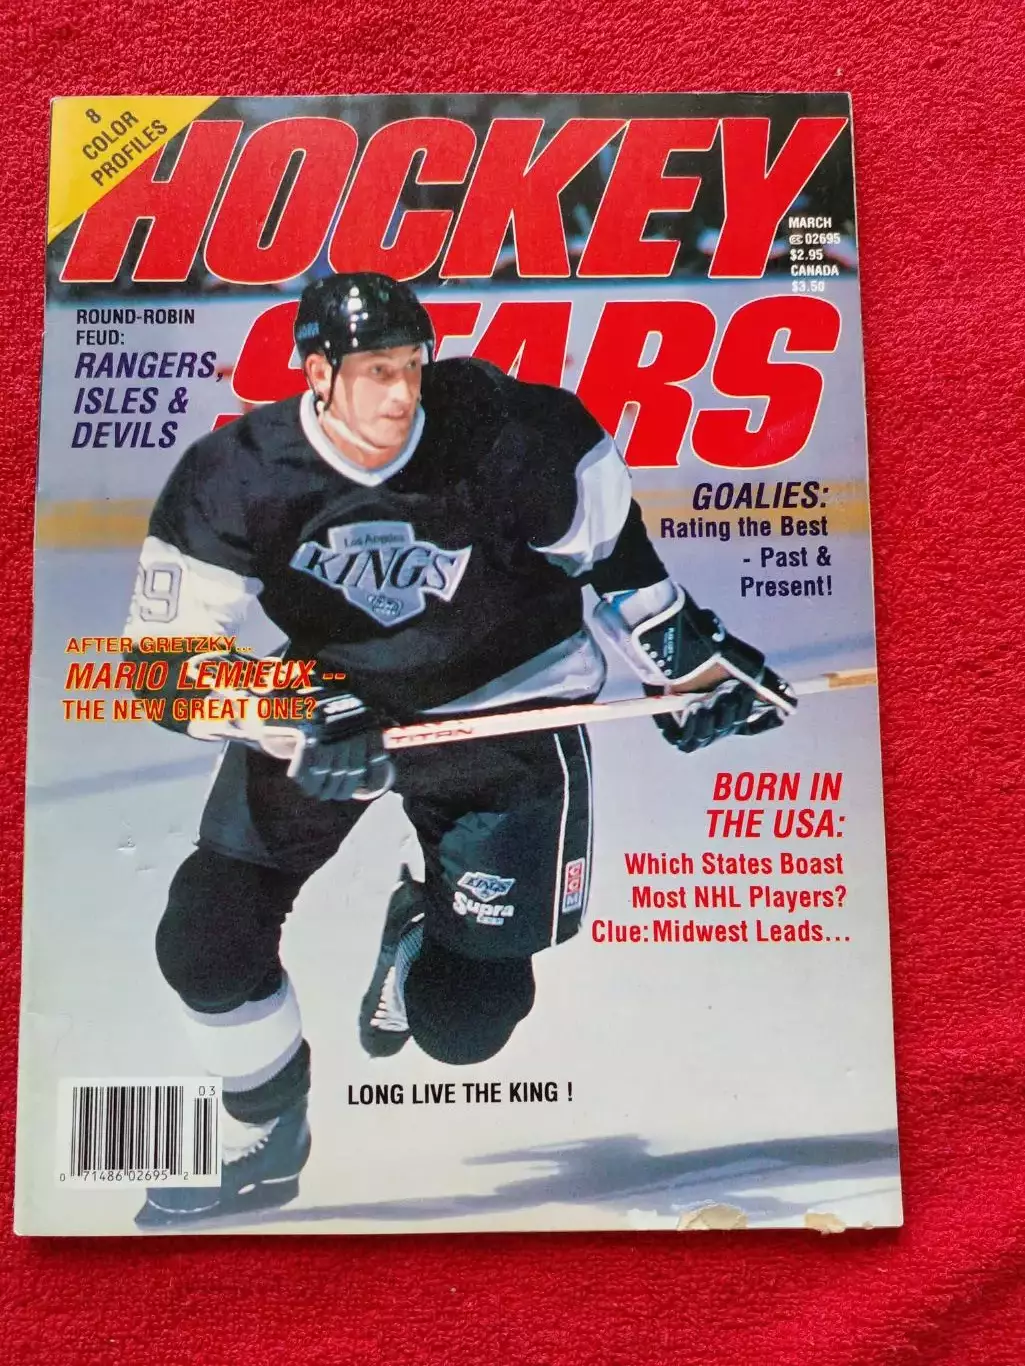 8
COLOR
PROFILES
HOCKEY
STARS
MARCH
02695
$2.95
CANADA
$3.50
ROUND-ROBIN
FEUD:
RANGERS,
ISLES &
DEVILS
GOALIES:
Rating the Best
- Past &
Present!
Los Angeles
KINGS
99
AFTER GRETZKY...
MARIO LEMIEUX --
THE NEW GREAT ONE?
TITAN
BORN IN
THE USA:
Which States Boast
Most NHL Players?
Clue: Midwest Leads...
KINGS
Supra
CCM
LONG LIVE THE KING !
03
0 71486 02695 2